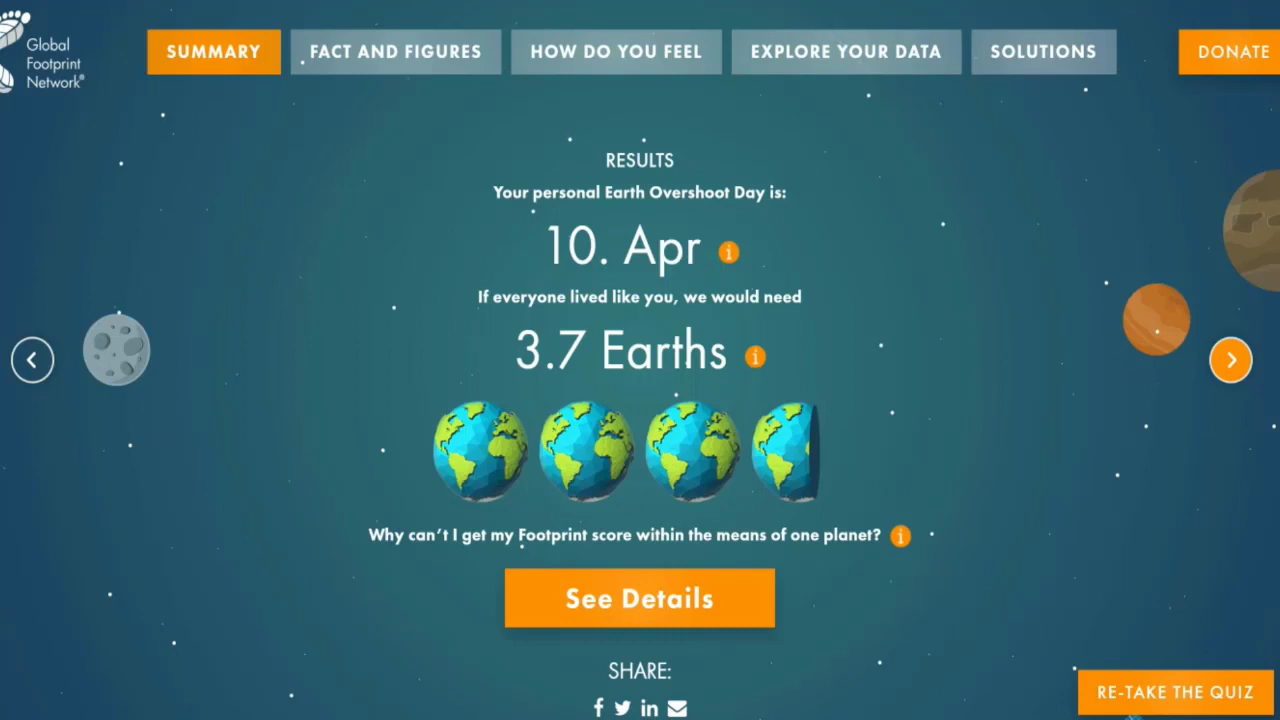 Global
Footprint
Network®
SUMMARY
FACT AND FIGURES
HOW DO YOU FEEL
EXPLORE YOUR DATA
SOLUTIONS
DONATE
RESULTS
Your personal Earth Overshoot Day is:
10. Apr
If everyone lived like you, we would need
3.7 Earths
Why can't I get my Footprint score within the means of one planet?
See Details
SHARE:
RE-TAKE THE QUIZ